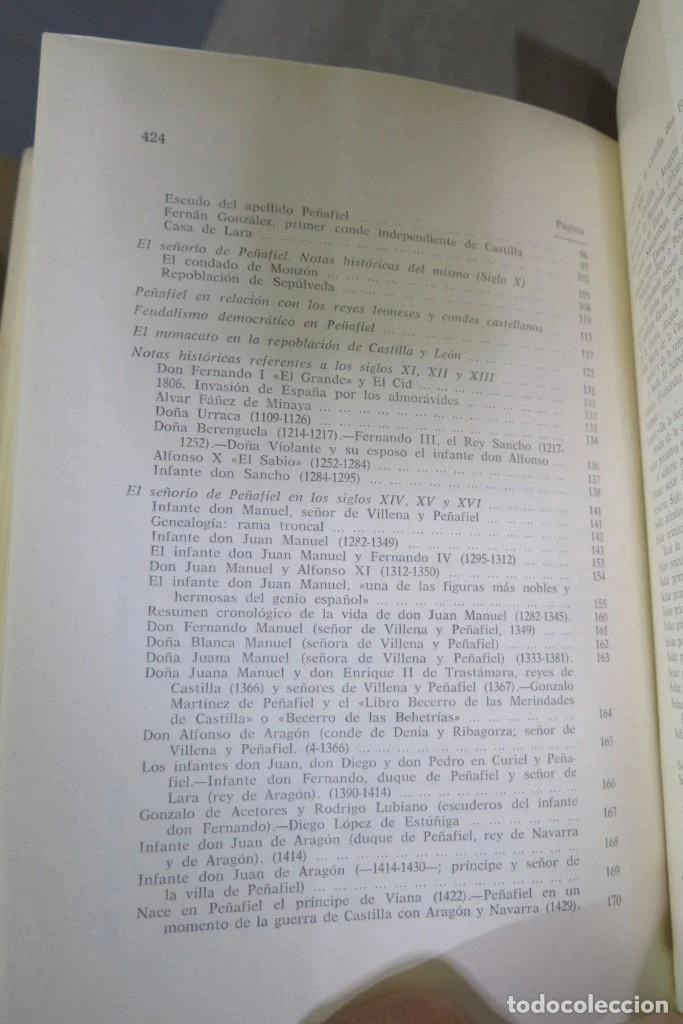 424
Página
Escudo del apellido Peñafiel ... 96
Fernán González, primer conde independiente de Castilla ... 97
Casa de Lara ... 102
El señorío de Peñafiel. Notas históricas del mismo (Siglo X) ... 105
El condado de Monzón ... 108
Repoblación de Sepúlveda ... 110
Peñafiel en relación con los reyes leoneses y condes castellanos 113
Feudalismo democrático en Peñafiel ... 117
El monacato en la repoblación de Castilla y León ... 121
Notas históricas referentes a los siglos XI, XII y XIII ... 131
Don Fernando I «El Grande» y El Cid ... 131
1806. Invasión de España por los almorávides ... 132
Alvar Fáñez de Minaya ... 133
Doña Urraca (1109-1126) ... 134
Doña Berenguela (1214-1217).—Fernando III, el Rey Sancho (1217-
1252).—Doña Violante y su esposo el infante don Alfonso ... 136
Alfonso X «El Sabio» (1252-1284) ... 137
Infante don Sancho (1284-1295) ... 138
El señorio de Peñafiel en los siglos XIV, XV y XVI ... 141
Infante don Manuel, señor de Villena y Peñafiel ... 141
Genealogía: rama troncal ... 142
Infante don Juan Manuel (1282-1349) ... 143
El infante don Juan Manuel y Fernando IV (1295-1312) ... 153
Don Juan Manuel y Alfonso XI (1312-1350) ... 154
El infante don Juan Manuel, «una de las figuras más nobles y
hermosas del genio español» ... 155
Resumen cronológico de la vida de don Juan Manuel (1282-1345). 160
Don Fernando Manuel (señor de Villena y Peñafiel, 1349) ... 161
Doña Blanca Manuel (señora de Villena y Peñafiel) ... 162
Doña Juana Manuel (señora de Villena y Peñafiel) (1333-1381). 163
Doña Juana Manuel y don Enrique II de Trastámara, reyes de
Castilla (1366) y señores de Villena y Peñafiel (1367).—Gonzalo
Martínez de Peñafiel y el «Libro Becerro de las Merindades
de Castilla» o «Becerro de las Behetrías» ... 164
Don Alfonso de Aragón (conde de Denia y Ribagorza; señor de
Villena y Peñafiel. (4-1366) ... 165
Los infantes don Juan, don Diego y don Pedro en Curiel y Peña-
fiel.—Infante don Fernando, duque de Peñafiel y señor de
Lara (rey de Aragón). (1390-1414) ... 166
Gonzalo de Acetores y Rodrigo Lubiano (escuderos del infante
don Fernando).—Diego López de Estúñiga ... 167
Infante don Juan de Aragón (duque de Peñafiel, rey de Navarra
y de Aragón). (1414) ... 168
Infante don Juan de Aragón (—1414-1430—; príncipe y señor de
la villa de Peñafiel) ... 169
Nace en Peñafiel el príncipe de Viana (1422).—Peñafiel en un
momento de la guerra de Castilla con Aragón y Navarra (1429). 170
todocoleccion